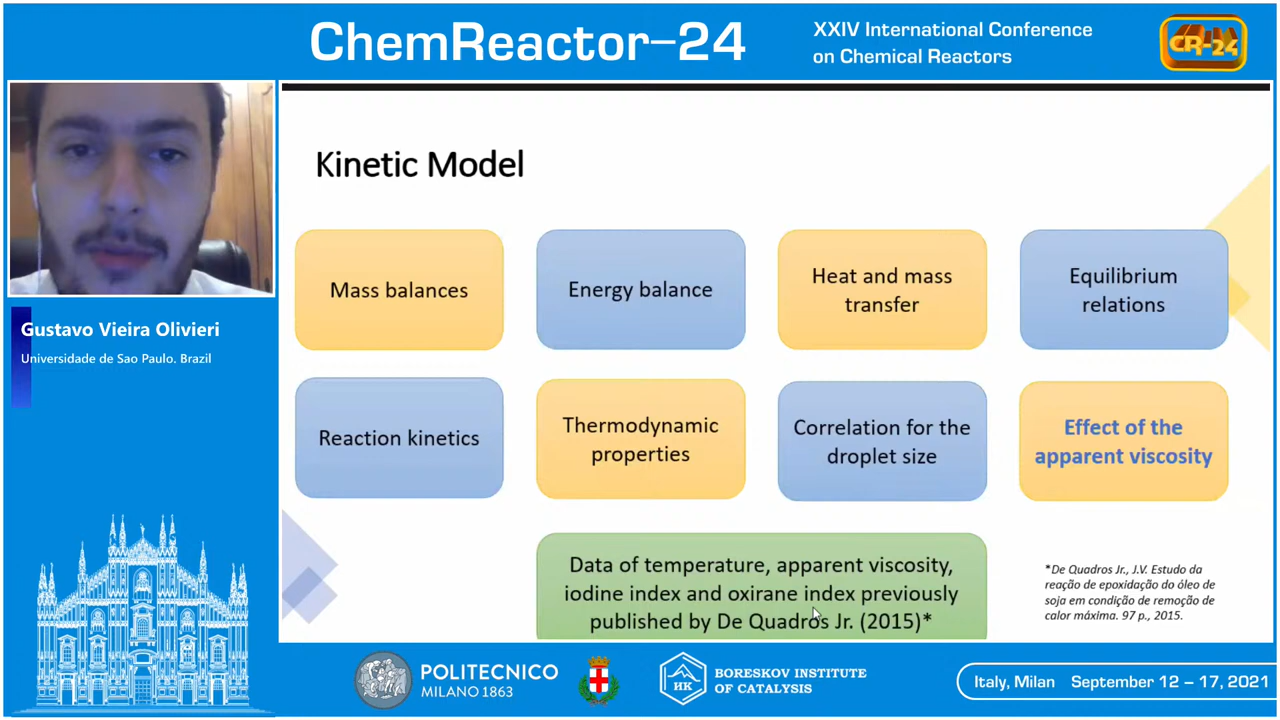 ChemReactor–24
XXIV International Conference
on Chemical Reactors
CR-24
Gustavo Vieira Olivieri
Universidade de Sao Paulo. Brazil
Kinetic Model
Mass balances
Energy balance
Heat and mass
transfer
Equilibrium
relations
Reaction kinetics
Thermodynamic
properties
Correlation for the
droplet size
Effect of the
apparent viscosity
Data of temperature, apparent viscosity,
iodine index and oxirane index previously
published by De Quadros Jr. (2015)*
*De Quadros Jr., J.V. Estudo da
reação de epoxidação do óleo de
soja em condição de remoção de
calor máxima. 97 p., 2015.
POLITECNICO
MILANO 1863
НК
BORESKOV INSTITUTE
OF CATALYSIS
Italy, Milan September 12 – 17, 2021